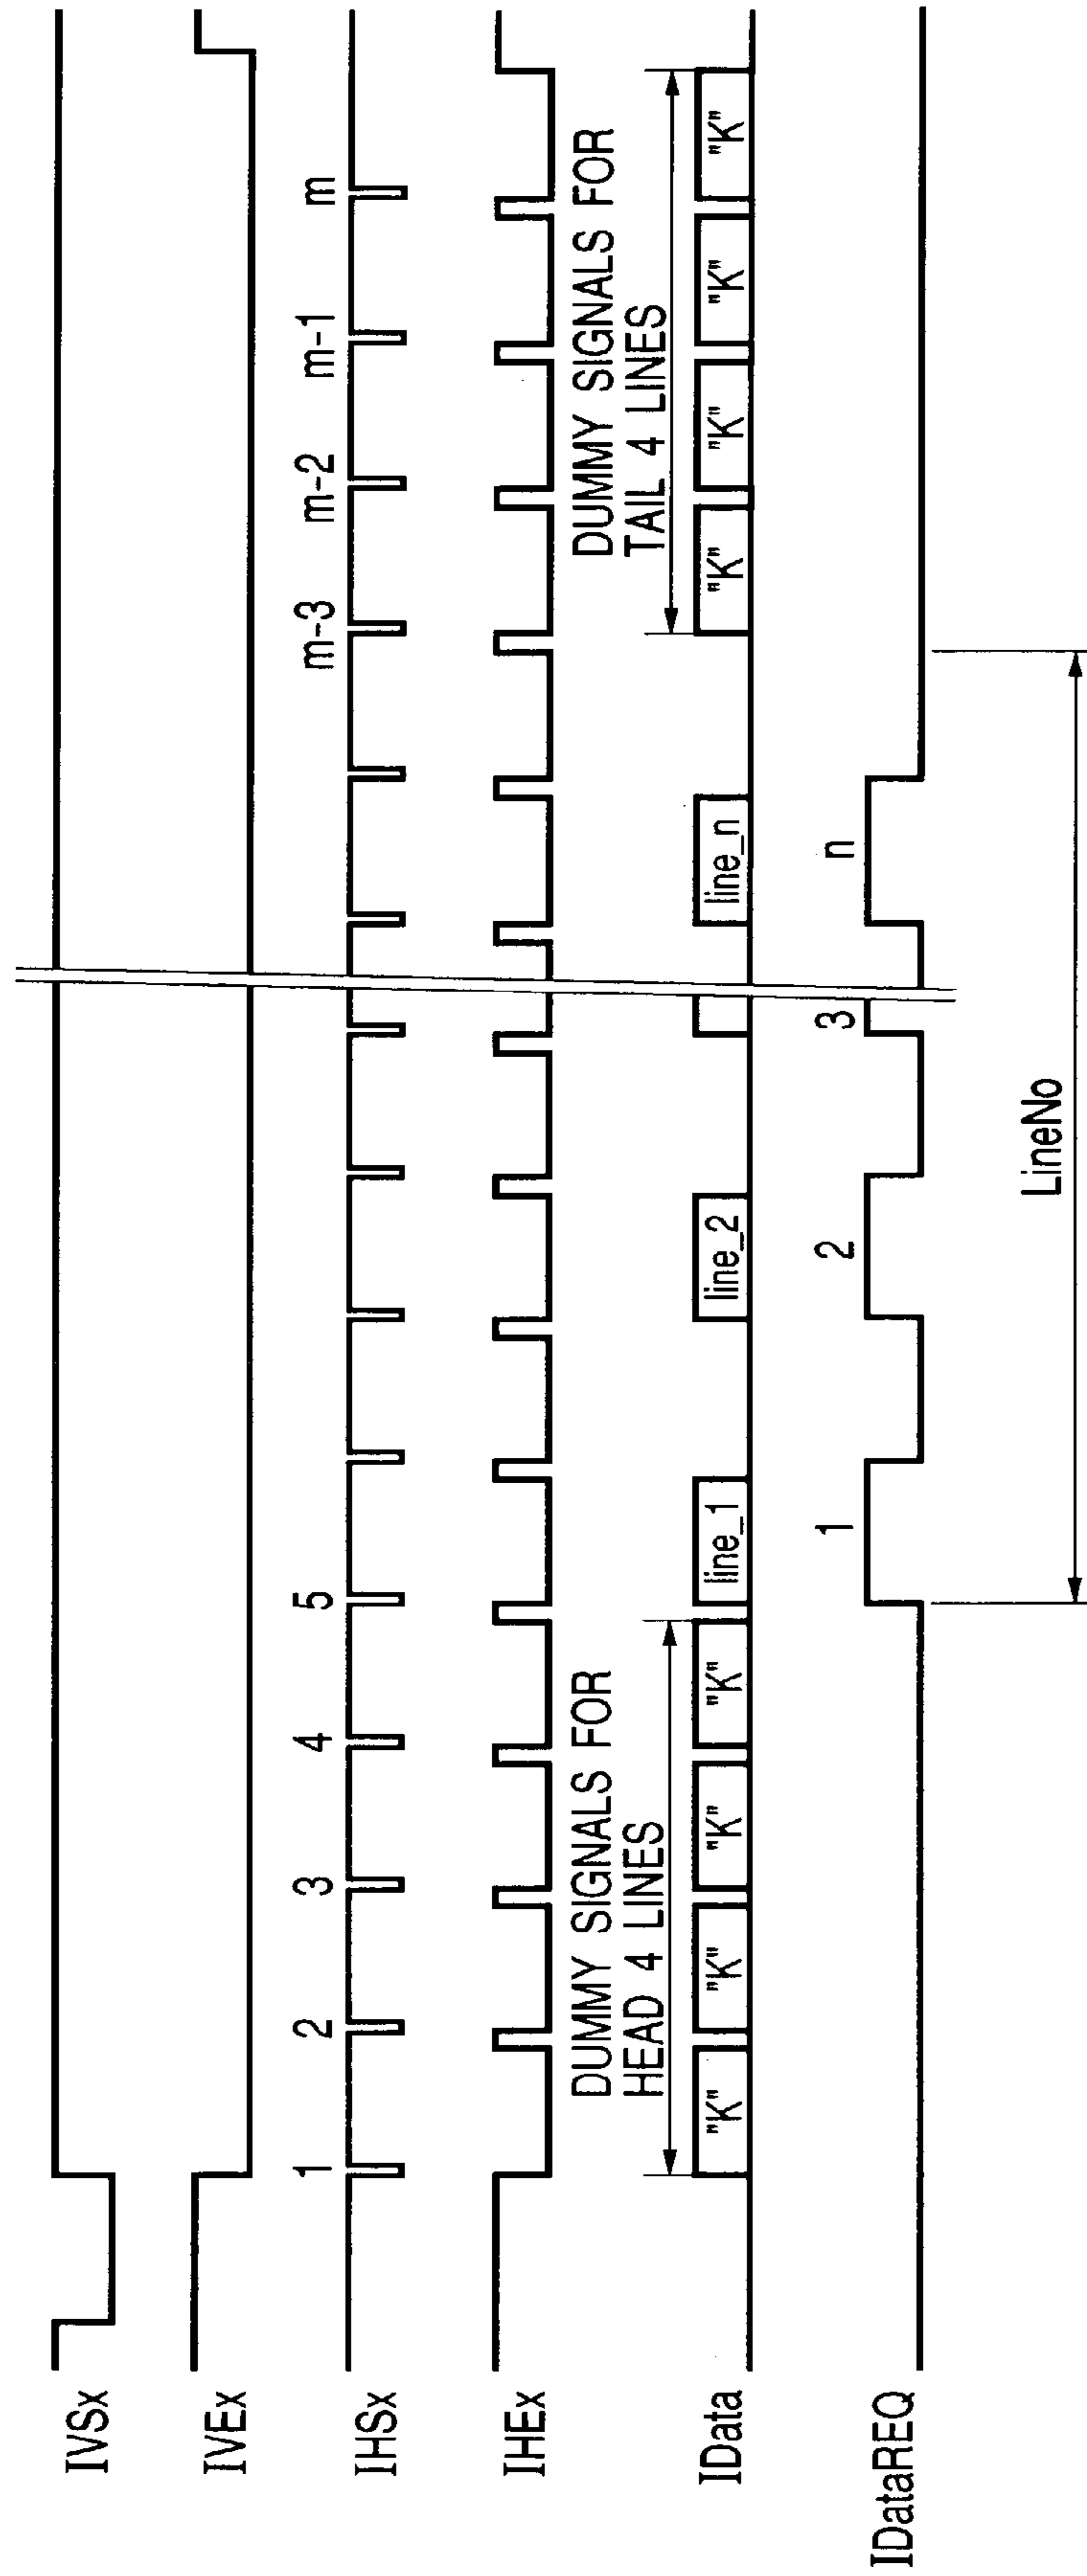 IVSx
IVEx
1 2 3 4 5 m-3 m-2 m-1 m
IHSx
IHEx
DUMMY SIGNALS FOR
HEAD 4 LINES
DUMMY SIGNALS FOR
TAIL 4 LINES
IData "K" "K" "K" "K" line_1 line_2 line_n "K" "K" "K" "K"
1 2 3 n
IDataREQ
LineNo